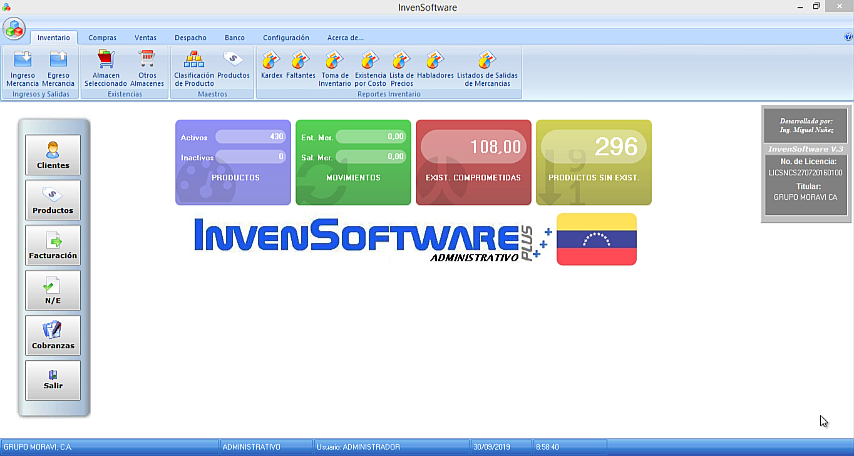 InvenSoftware
Inventario Compras Ventas Despacho Banco Configuración Acerca de...
Ingreso Mercancia
Egreso Mercancia
Almacen Seleccionado
Otros Almacenes
Clasificación de Producto
Productos
Kardex
Faltantes
Toma de Inventario
Existencia por Costo
Lista de Precios
Habladores
Listados de Salidas de Mercancias
Ingresos y Salidas
Existencias
Maestros
Reportes Inventario
Clientes
Productos
Facturación
N/E
Cobranzas
Salir
Activos 430
Inactivos 0
PRODUCTOS
Ent. Mer. 0,00
Sal. Mer. 0,00
MOVIMIENTOS
108,00
EXIST. COMPROMETIDAS
296
PRODUCTOS SIN EXIST.
INVENSOFTWARE PLUS
ADMINISTRATIVO
Desarrollado por:
Ing. Miguel Nuñez
InvenSoftware V.3
No. de Licencia:
LICSNCS270720160100
Titular:
GRUPO MORAVI CA
GRUPO MORAVI, C.A. ADMINISTRATIVO Usuario: ADMINISTRADOR 30/09/2019 8:58:40